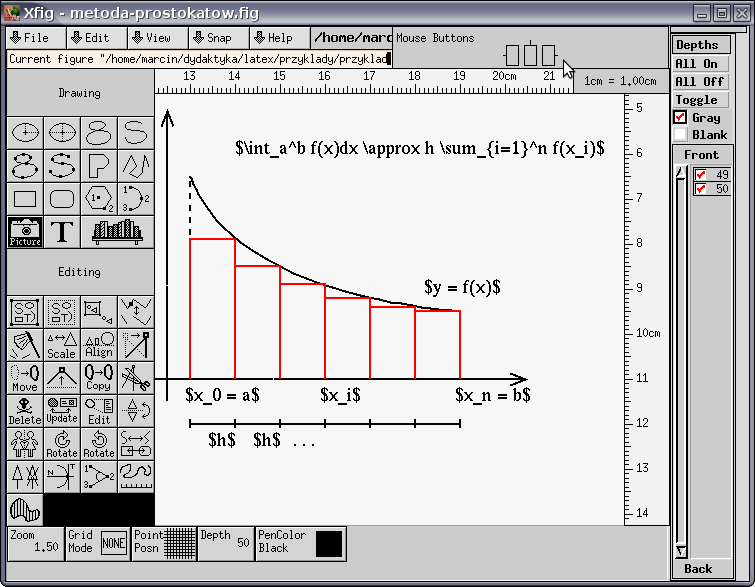 Xfig - metoda-prostokatow.fig
File Edit View Snap Help /home/marc
Mouse Buttons
Current figure "/home/marcin/dydaktyka/latex/przyklady/przyklad
Drawing
13 14 15 16 17 18 19 20cm 21
1cm = 1.00cm
Depths
All On
All Off
Toggle
Gray
Blank
Front
49
50
Back
5
6
7
8
9
10cm
11
12
13
14
$\int_a^b f(x)dx \approx h \sum_{i=1}^n f(x_i)$
$y = f(x)$
$x_0 = a$ $x_i$ $x_n = b$
$h$ $h$ ...
Picture T
Editing
Scale Align
Move Copy
Delete Update Edit
Rotate Rotate
Zoom 1.50
Grid Mode NONE
Point Posn
Depth 50
PenColor Black